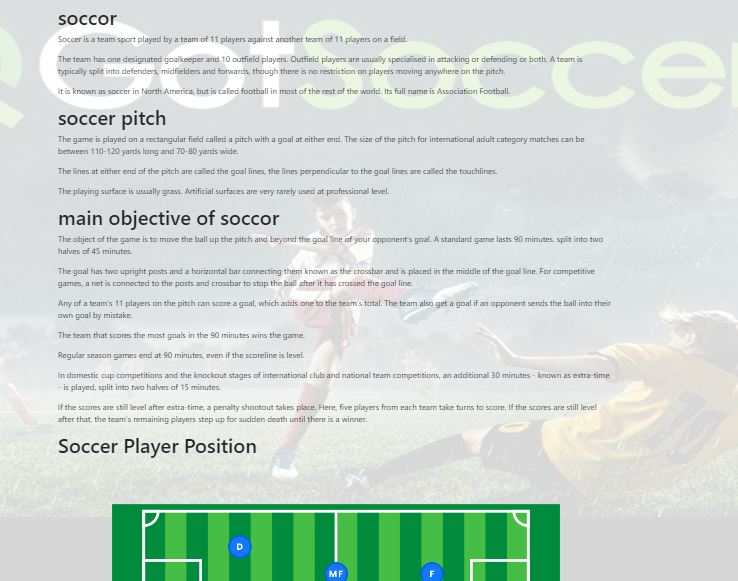 GotSoccer
soccor
Soccer is a team sport played by a team of 11 players against another team of 11 players on a field.
The team has one designated goalkeeper and 10 outfield players. Outfield players are usually specialised in attacking or defending or both. A team is
typically split into defenders, midfielders and forwards, though there is no restriction on players moving anywhere on the pitch.
It is known as soccer in North America, but is called football in most of the rest of the world. Its full name is Association Football.
soccer pitch
The game is played on a rectangular field called a pitch with a goal at either end. The size of the pitch for international adult category matches can be
between 110-120 yards long and 70-80 yards wide.
The lines at either end of the pitch are called the goal lines, the lines perpendicular to the goal lines are called the touchlines.
The playing surface is usually grass. Artificial surfaces are very rarely used at professional level.
main objective of soccor
The object of the game is to move the ball up the pitch and beyond the goal line of your opponent's goal. A standard game lasts 90 minutes, split into two
halves of 45 minutes.
The goal has two upright posts and a horizontal bar connecting them known as the crossbar and is placed in the middle of the goal line. For competitive
games, a net is connected to the posts and crossbar to stop the ball after it has crossed the goal line.
Any of a team's 11 players on the pitch can score a goal, which adds one to the team's total. The team also get a goal if an opponent sends the ball into their
own goal by mistake.
The team that scores the most goals in the 90 minutes wins the game.
Regular season games end at 90 minutes, even if the scoreline is level.
In domestic cup competitions and the knockout stages of international club and national team competitions, an additional 30 minutes - known as extra-time
- is played, split into two halves of 15 minutes.
If the scores are still level after extra-time, a penalty shootout takes place. Here, five players from each team take turns to score. If the scores are still level
after that, the team's remaining players step up for sudden death until there is a winner.
Soccer Player Position
D
MF
F